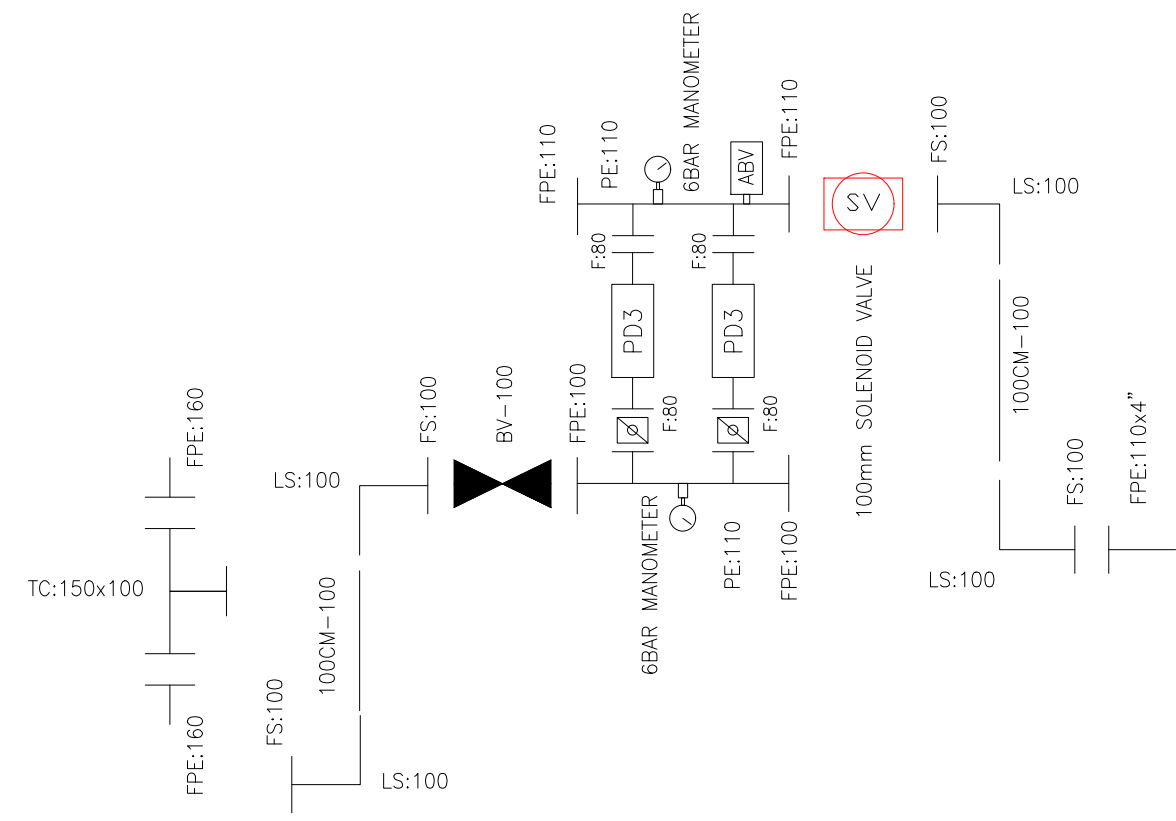 FPE:160
TC:150x100
FPE:160
FS:100
LS:100
100CM-100
LS:100
FS:100
BV-100
FPE:100
FPE:110
PE:110
6BAR MANOMETER
ABV
FPE:110
F:80
F:80
PD3
PD3
F:80
F:80
6BAR MANOMETER
PE:110
FPE:100
SV
100mm SOLENOID VALVE
FS:100
LS:100
100CM-100
LS:100
FS:100
FPE:110x4"